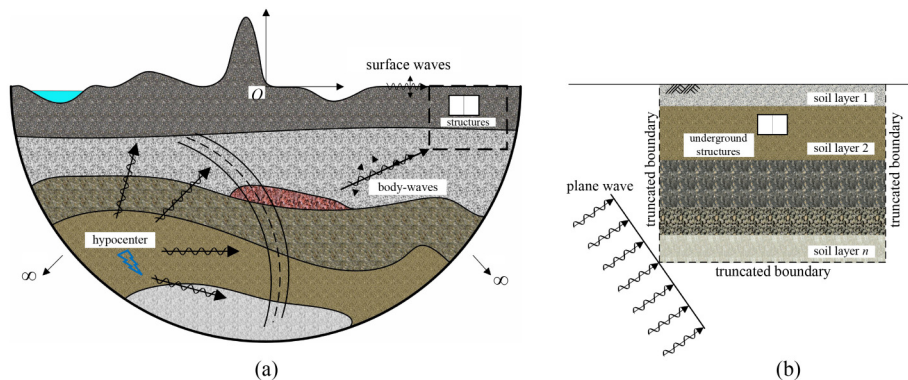 surface waves
O
structures
body-waves
hypocenter
∞
∞
(a)
soil layer 1
underground
structures
soil layer 2
truncated boundary
truncated boundary
plane wave
soil layer n
truncated boundary
(b)